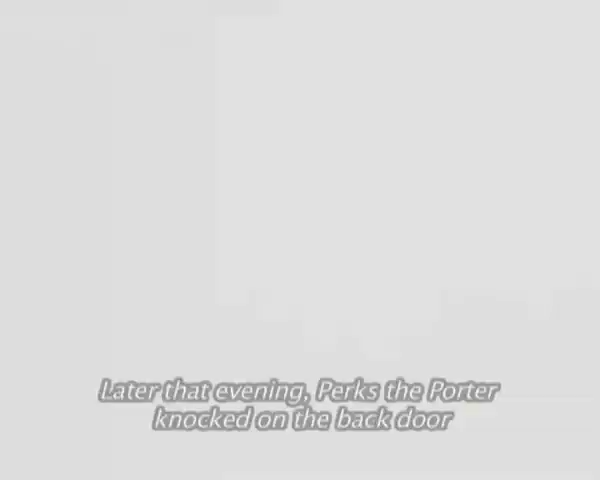 Later that evening, Perks the Porter
knocked on the back door